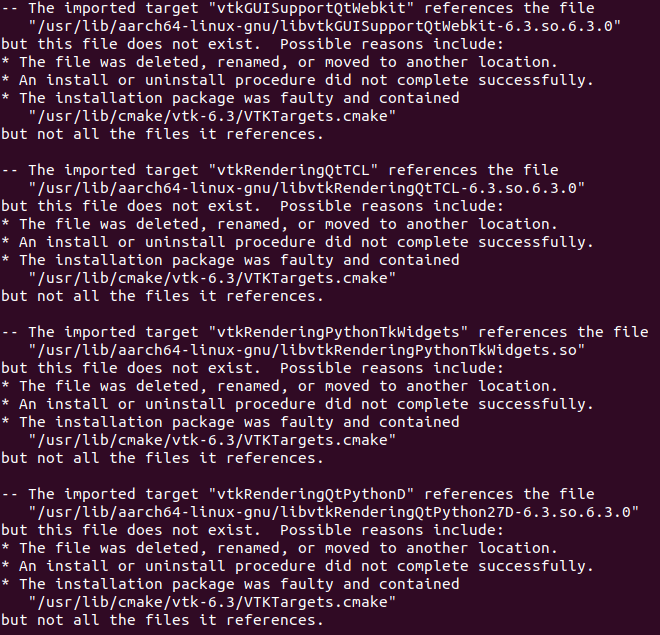 -- The imported target "vtkGUISupportQtWebkit" references the file
   "/usr/lib/aarch64-linux-gnu/libvtkGUISupportQtWebkit-6.3.so.6.3.0"
but this file does not exist.  Possible reasons include:
* The file was deleted, renamed, or moved to another location.
* An install or uninstall procedure did not complete successfully.
* The installation package was faulty and contained
   "/usr/lib/cmake/vtk-6.3/VTKTargets.cmake"
but not all the files it references.

-- The imported target "vtkRenderingQtTCL" references the file
   "/usr/lib/aarch64-linux-gnu/libvtkRenderingQtTCL-6.3.so.6.3.0"
but this file does not exist.  Possible reasons include:
* The file was deleted, renamed, or moved to another location.
* An install or uninstall procedure did not complete successfully.
* The installation package was faulty and contained
   "/usr/lib/cmake/vtk-6.3/VTKTargets.cmake"
but not all the files it references.

-- The imported target "vtkRenderingPythonTkWidgets" references the file
   "/usr/lib/aarch64-linux-gnu/libvtkRenderingPythonTkWidgets.so"
but this file does not exist.  Possible reasons include:
* The file was deleted, renamed, or moved to another location.
* An install or uninstall procedure did not complete successfully.
* The installation package was faulty and contained
   "/usr/lib/cmake/vtk-6.3/VTKTargets.cmake"
but not all the files it references.

-- The imported target "vtkRenderingQtPythonD" references the file
   "/usr/lib/aarch64-linux-gnu/libvtkRenderingQtPython27D-6.3.so.6.3.0"
but this file does not exist.  Possible reasons include:
* The file was deleted, renamed, or moved to another location.
* An install or uninstall procedure did not complete successfully.
* The installation package was faulty and contained
   "/usr/lib/cmake/vtk-6.3/VTKTargets.cmake"
but not all the files it references.